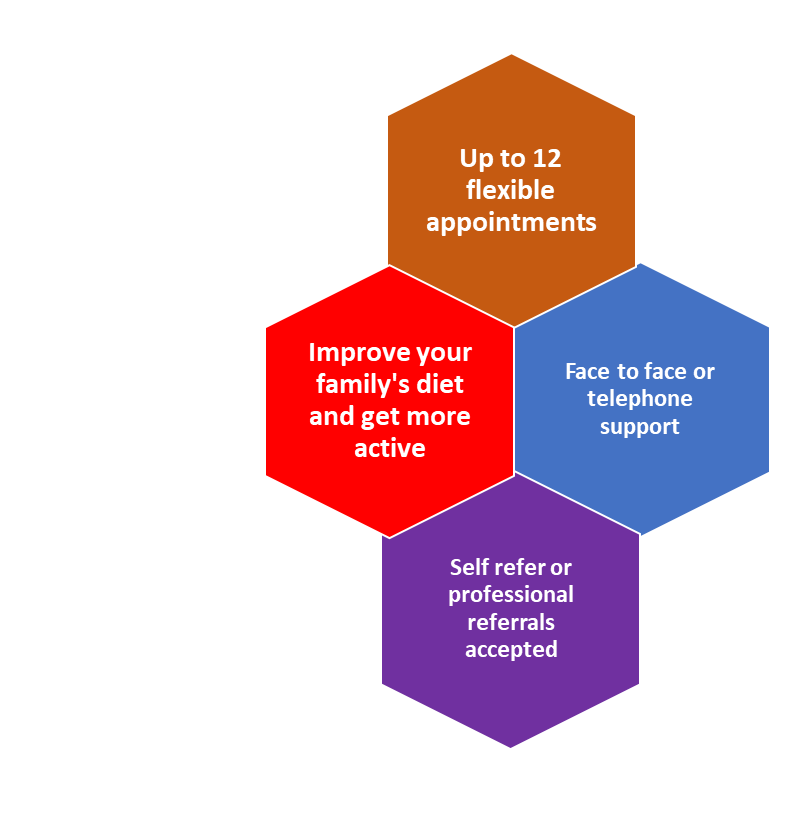 Up to 12
flexible
appointments
Improve your
family's diet
and get more
active
Face to face or
telephone
support
Self refer or
professional
referrals
accepted